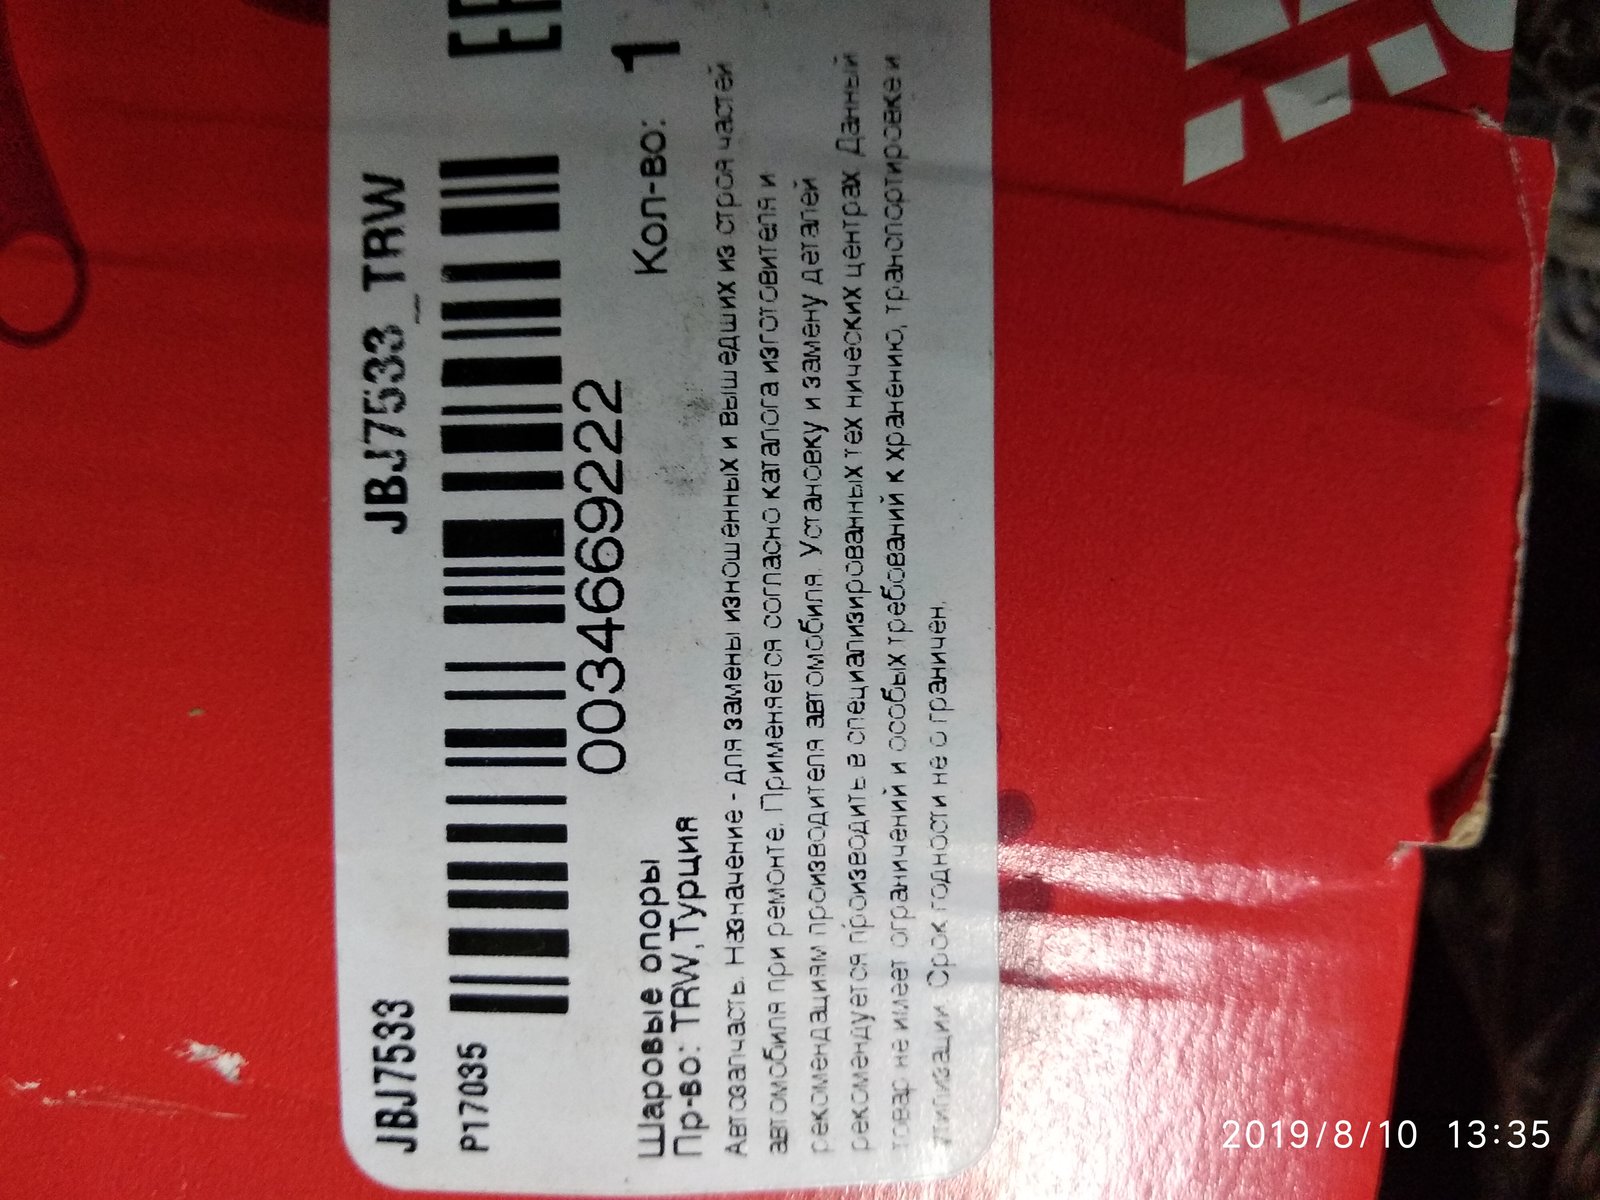 JBJ7533 JBJ7533_TRW
P17035
0034669222
Шаровые опоры
Пр-во: TRW,Турция Кол-во: 1
Автозапчасть. Назначение - для замены изношенных и вышедших из строя частей
автомобиля при ремонте. Применяется согласно каталога изготовителя и
рекомендациям производителя автомобиля. Установку и замену деталей
рекомендуется производить в специализированных технических центрах. Данный
товар не имеет ограничений и особых требований к хранению, транспортировке и
утилизации. Срок годности не ограничен.
2019/8/10 13:35